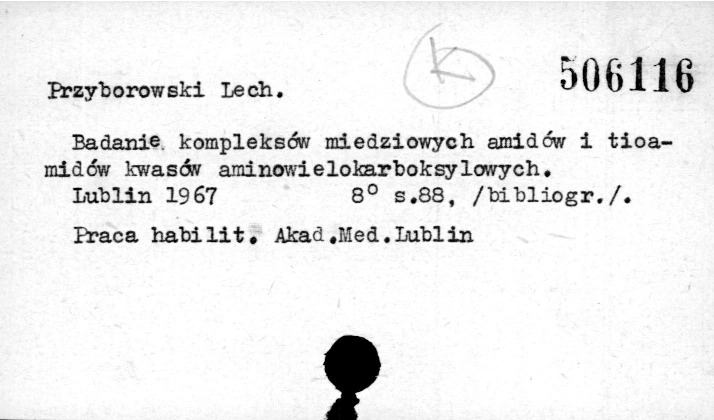 506116
K
Przyborowski Lech.
Badanie kompleksów miedziowych amidów i tioa-
midów kwasów aminowielokarboksylowych.
Lublin 1967 8° s.88, /bibliogr./.
Praca habilit. Akad.Med.Lublin